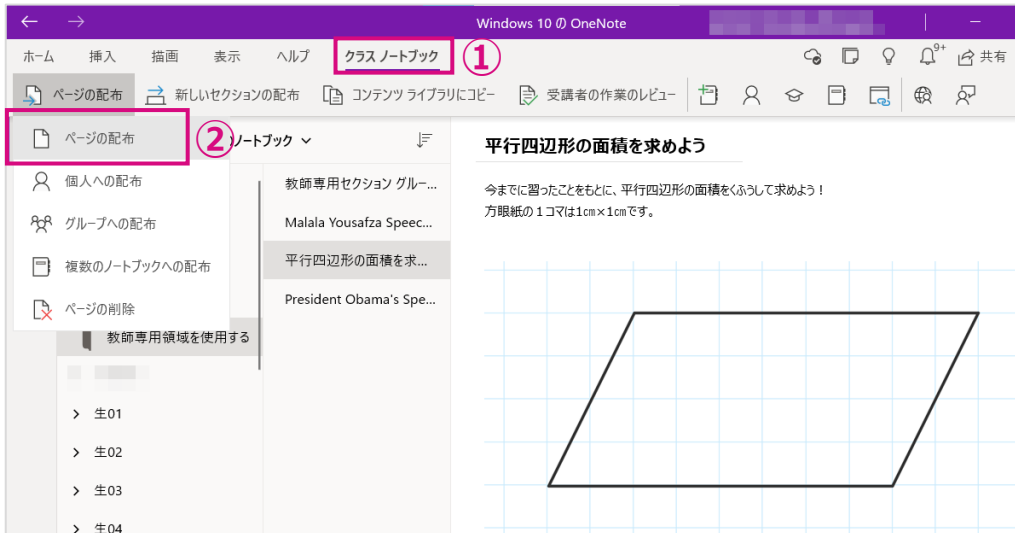 Windows 10 の OneNote
ホーム 挿入 描画 表示 ヘルプ クラス ノートブック ① 9+ 共有
ページの配布 新しいセクションの配布 コンテンツ ライブラリにコピー 受講者の作業のレビュー
ページの配布 ②
個人への配布
グループへの配布
複数のノートブックへの配布
ページの削除
ノートブック
教師専用領域を使用する
生01
生02
生03
生04
教師専用セクション グルー...
Malala Yousafza Speec...
平行四辺形の面積を求...
President Obama's Spe...
平行四辺形の面積を求めよう
今までに習ったことをもとに、平行四辺形の面積をくふうして求めよう！
方眼紙の１コマは1cm×1cmです。